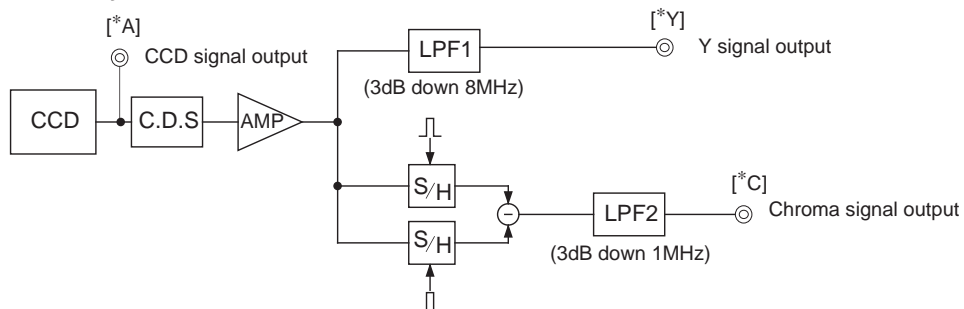 [*A]
CCD signal output
[*Y]
Y signal output
LPF1
(3dB down 8MHz)
CCD
C.D.S
AMP
S/H
S/H
−
LPF2
(3dB down 1MHz)
[*C]
Chroma signal output